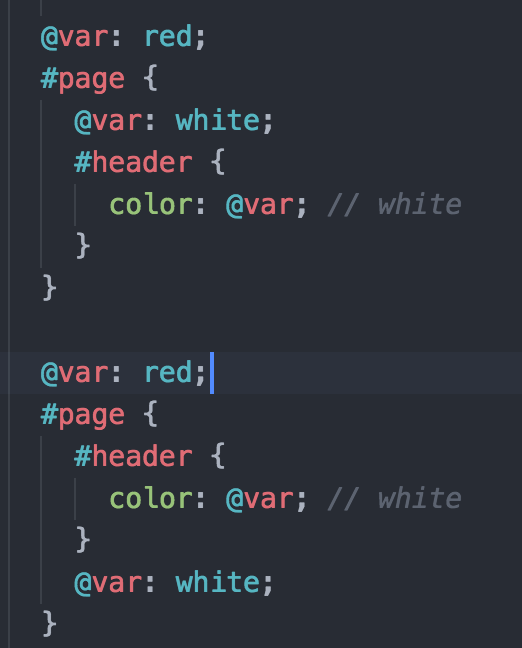 @var: red;
#page {
@var: white;
#header {
color: @var; // white
}
}
@var: red;
#page {
#header {
color: @var; // white
}
@var: white;
}